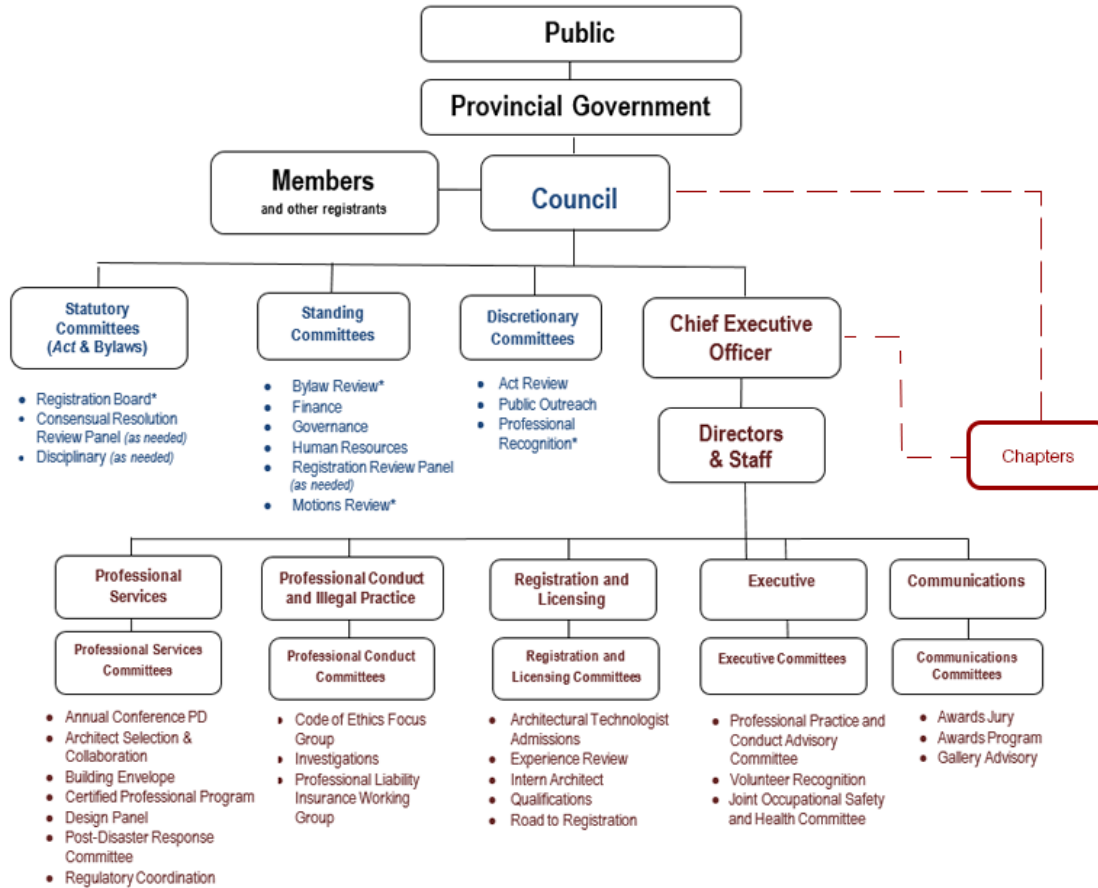 Public
Provincial Government
Members
and other registrants
Council
Statutory
Committees
(Act & Bylaws)
• Registration Board*
• Consensual Resolution
Review Panel (as needed)
• Disciplinary (as needed)
Standing
Committees
• Bylaw Review*
• Finance
• Governance
• Human Resources
• Registration Review Panel
(as needed)
• Motions Review*
Discretionary
Committees
• Act Review
• Public Outreach
• Professional
Recognition*
Chief Executive
Officer
Directors
& Staff
Chapters
Professional
Services
Professional Services
Committees
• Annual Conference PD
• Architect Selection &
Collaboration
• Building Envelope
• Certified Professional Program
• Design Panel
• Post-Disaster Response
Committee
• Regulatory Coordination
Professional Conduct
and Illegal Practice
Professional Conduct
Committees
• Code of Ethics Focus
Group
• Investigations
• Professional Liability
Insurance Working
Group
Registration and
Licensing
Registration and
Licensing Committees
• Architectural Technologist
Admissions
• Experience Review
• Intern Architect
• Qualifications
• Road to Registration
Executive
Executive Committees
• Professional Practice and
Conduct Advisory
Committee
• Volunteer Recognition
• Joint Occupational Safety
and Health Committee
Communications
Communications
Committees
• Awards Jury
• Awards Program
• Gallery Advisory